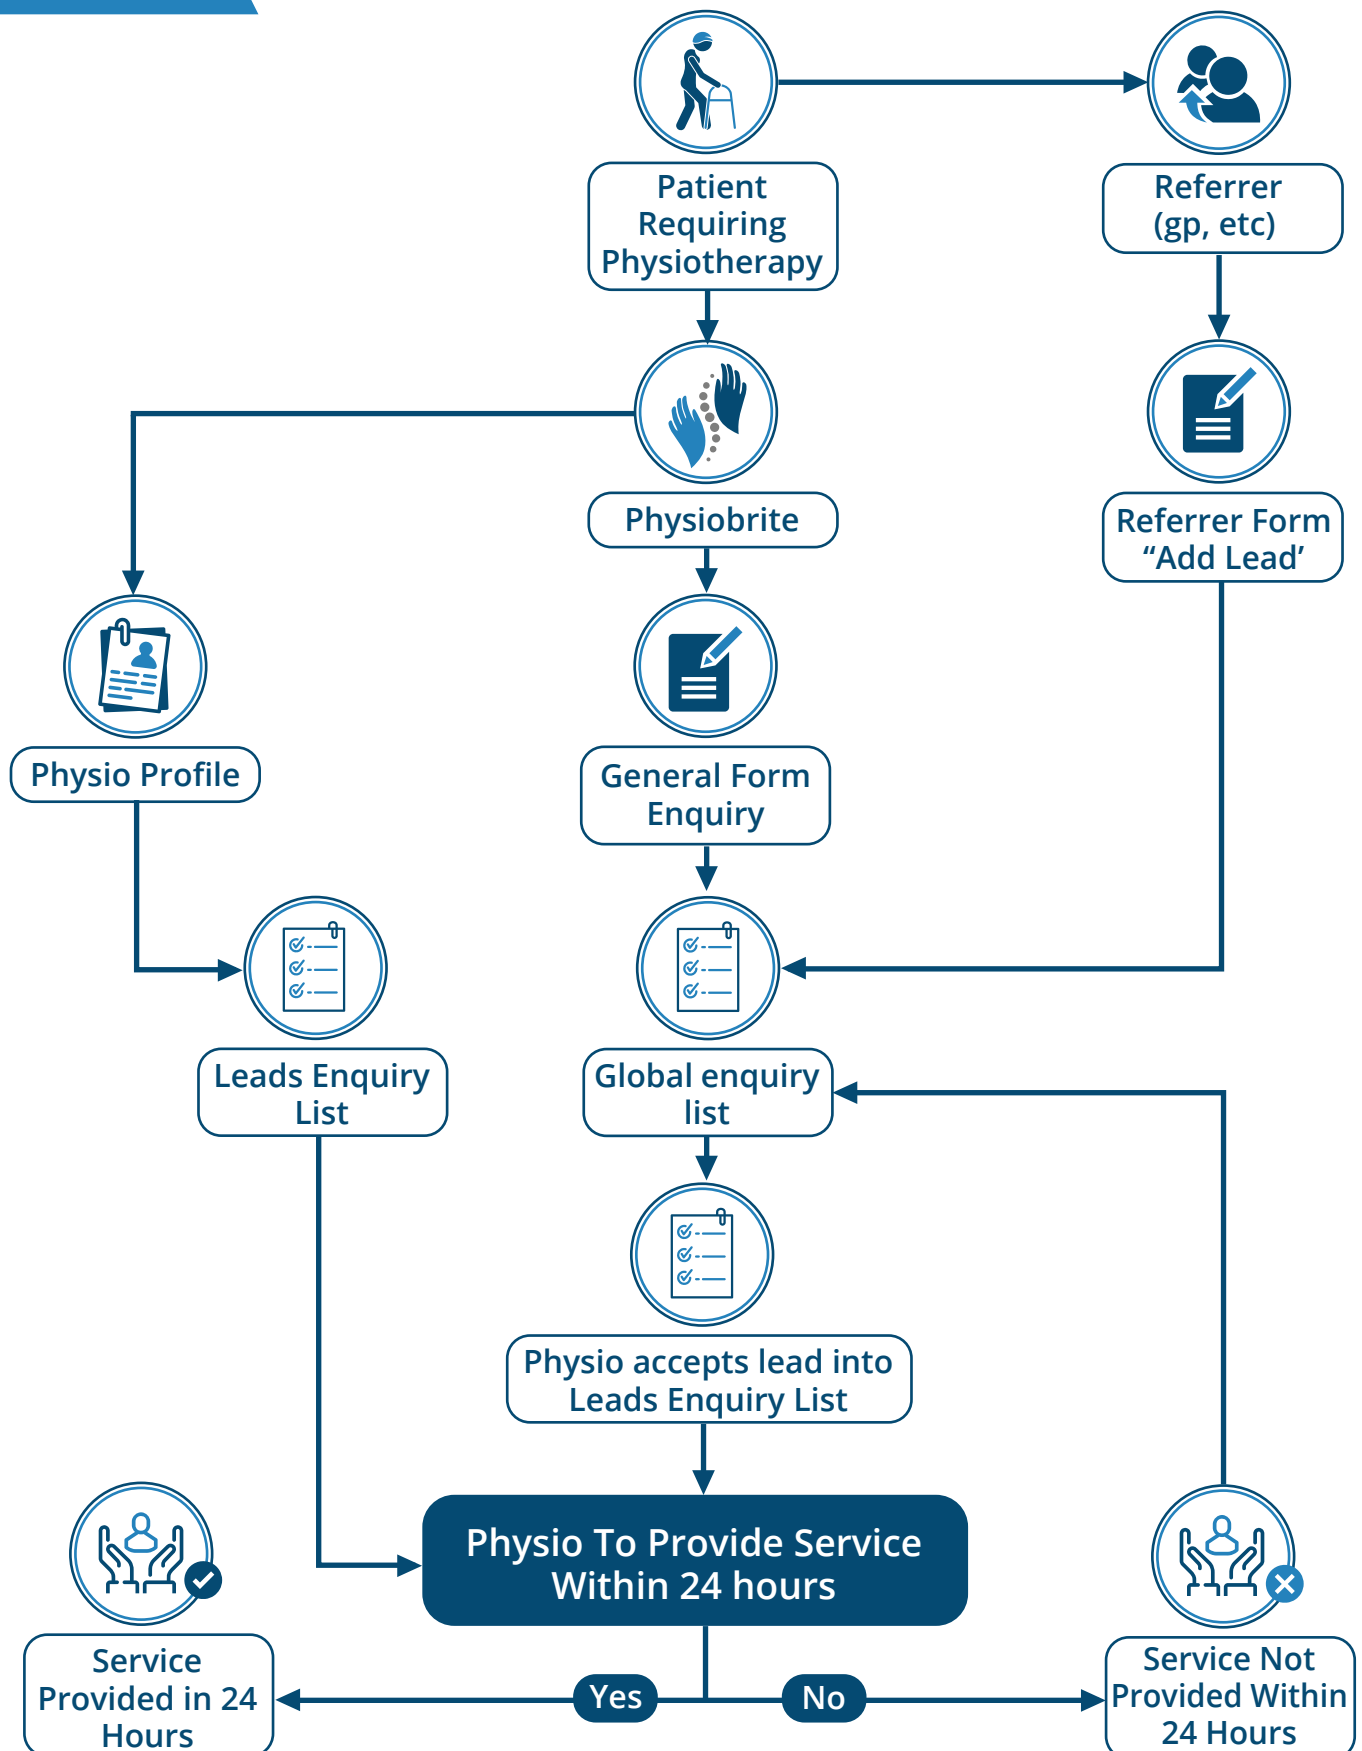 Patient
Requiring
Physiotherapy
Referrer
(gp, etc)
Physiobrite
Referrer Form
“Add Lead’
Physio Profile
General Form
Enquiry
Leads Enquiry
List
Global enquiry
list
Physio accepts lead into
Leads Enquiry List
Physio To Provide Service
Within 24 hours
Yes
No
Service
Provided in 24
Hours
Service Not
Provided Within
24 Hours